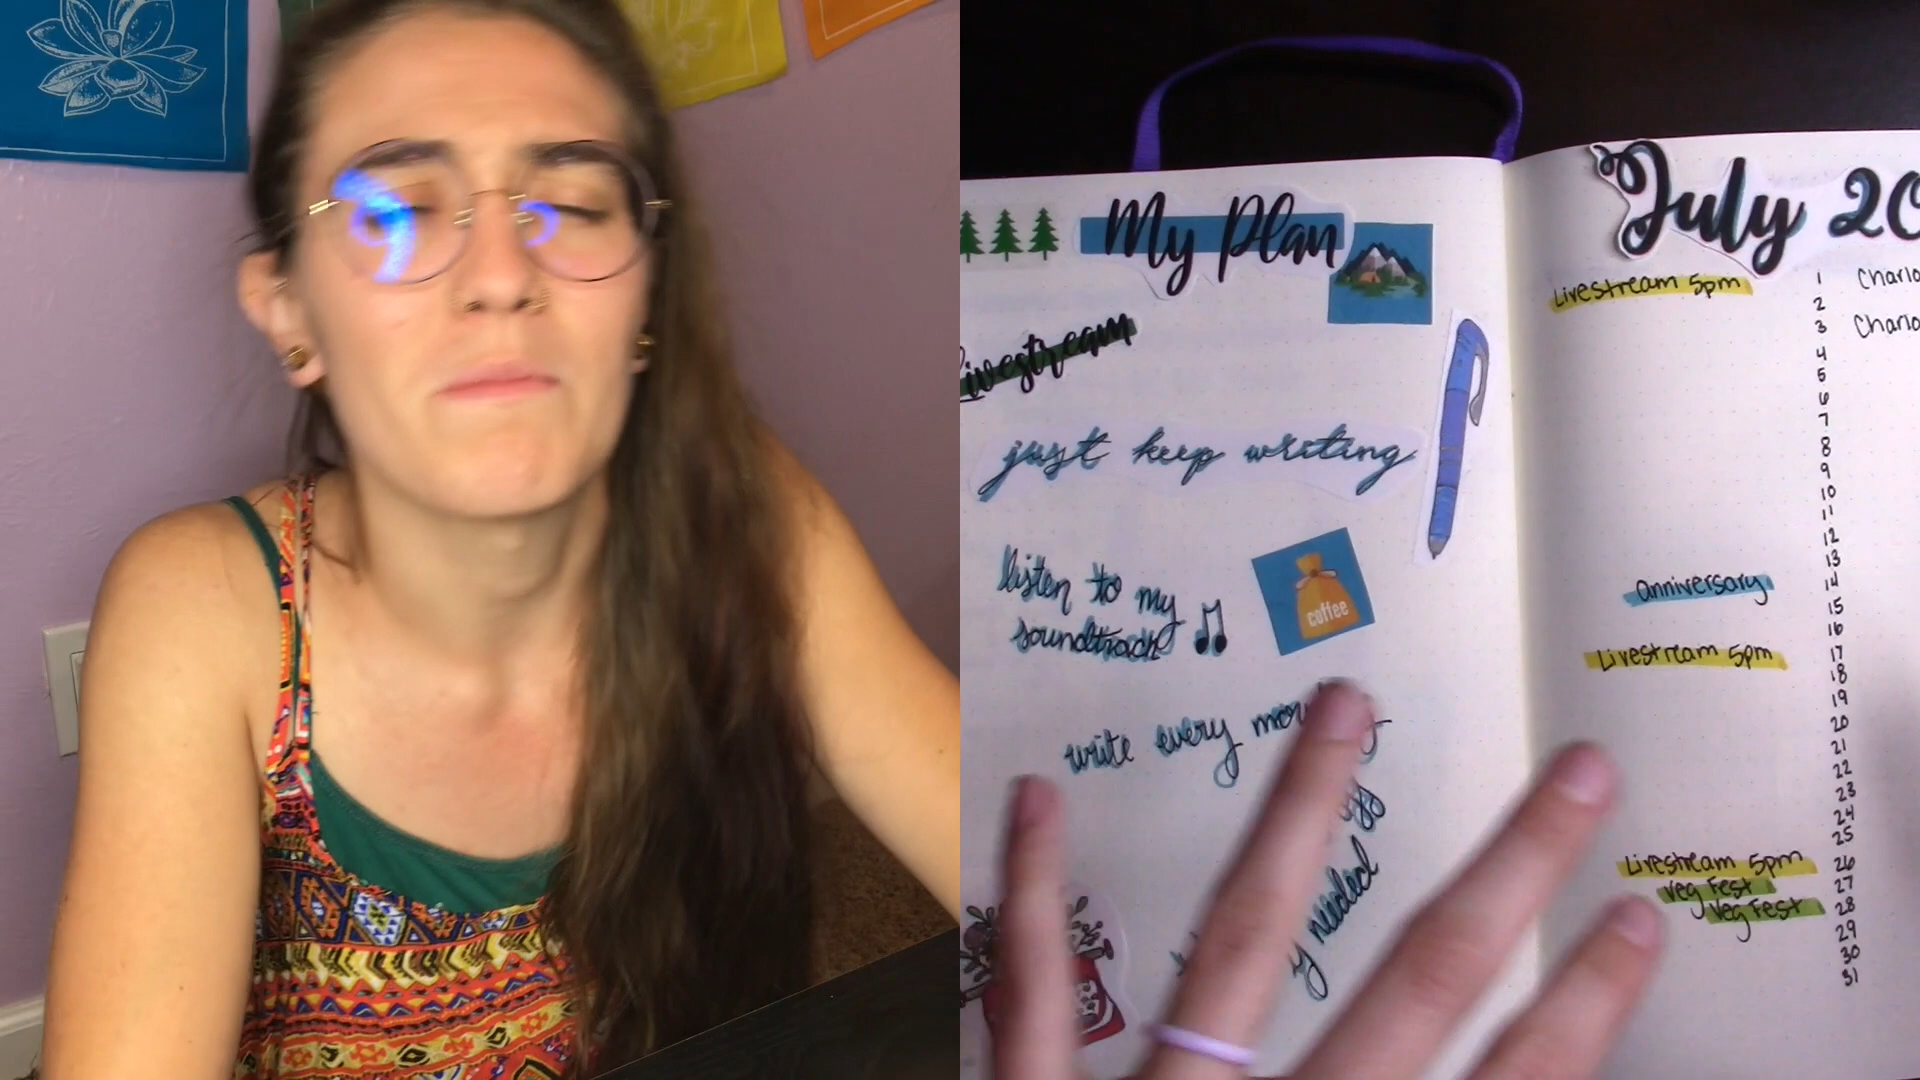 My Plan
Livestream
just keep writing
listen to my
soundtrack
coffee
write every
needed
July 20
Livestream 5pm
anniversary
Livestream 5pm
Livestream 5pm
Veg Fest
Veg Fest
1
2
3
4
5
6
7
8
9
10
11
12
13
14
15
16
17
18
19
20
21
22
23
24
25
26
27
28
29
30
31